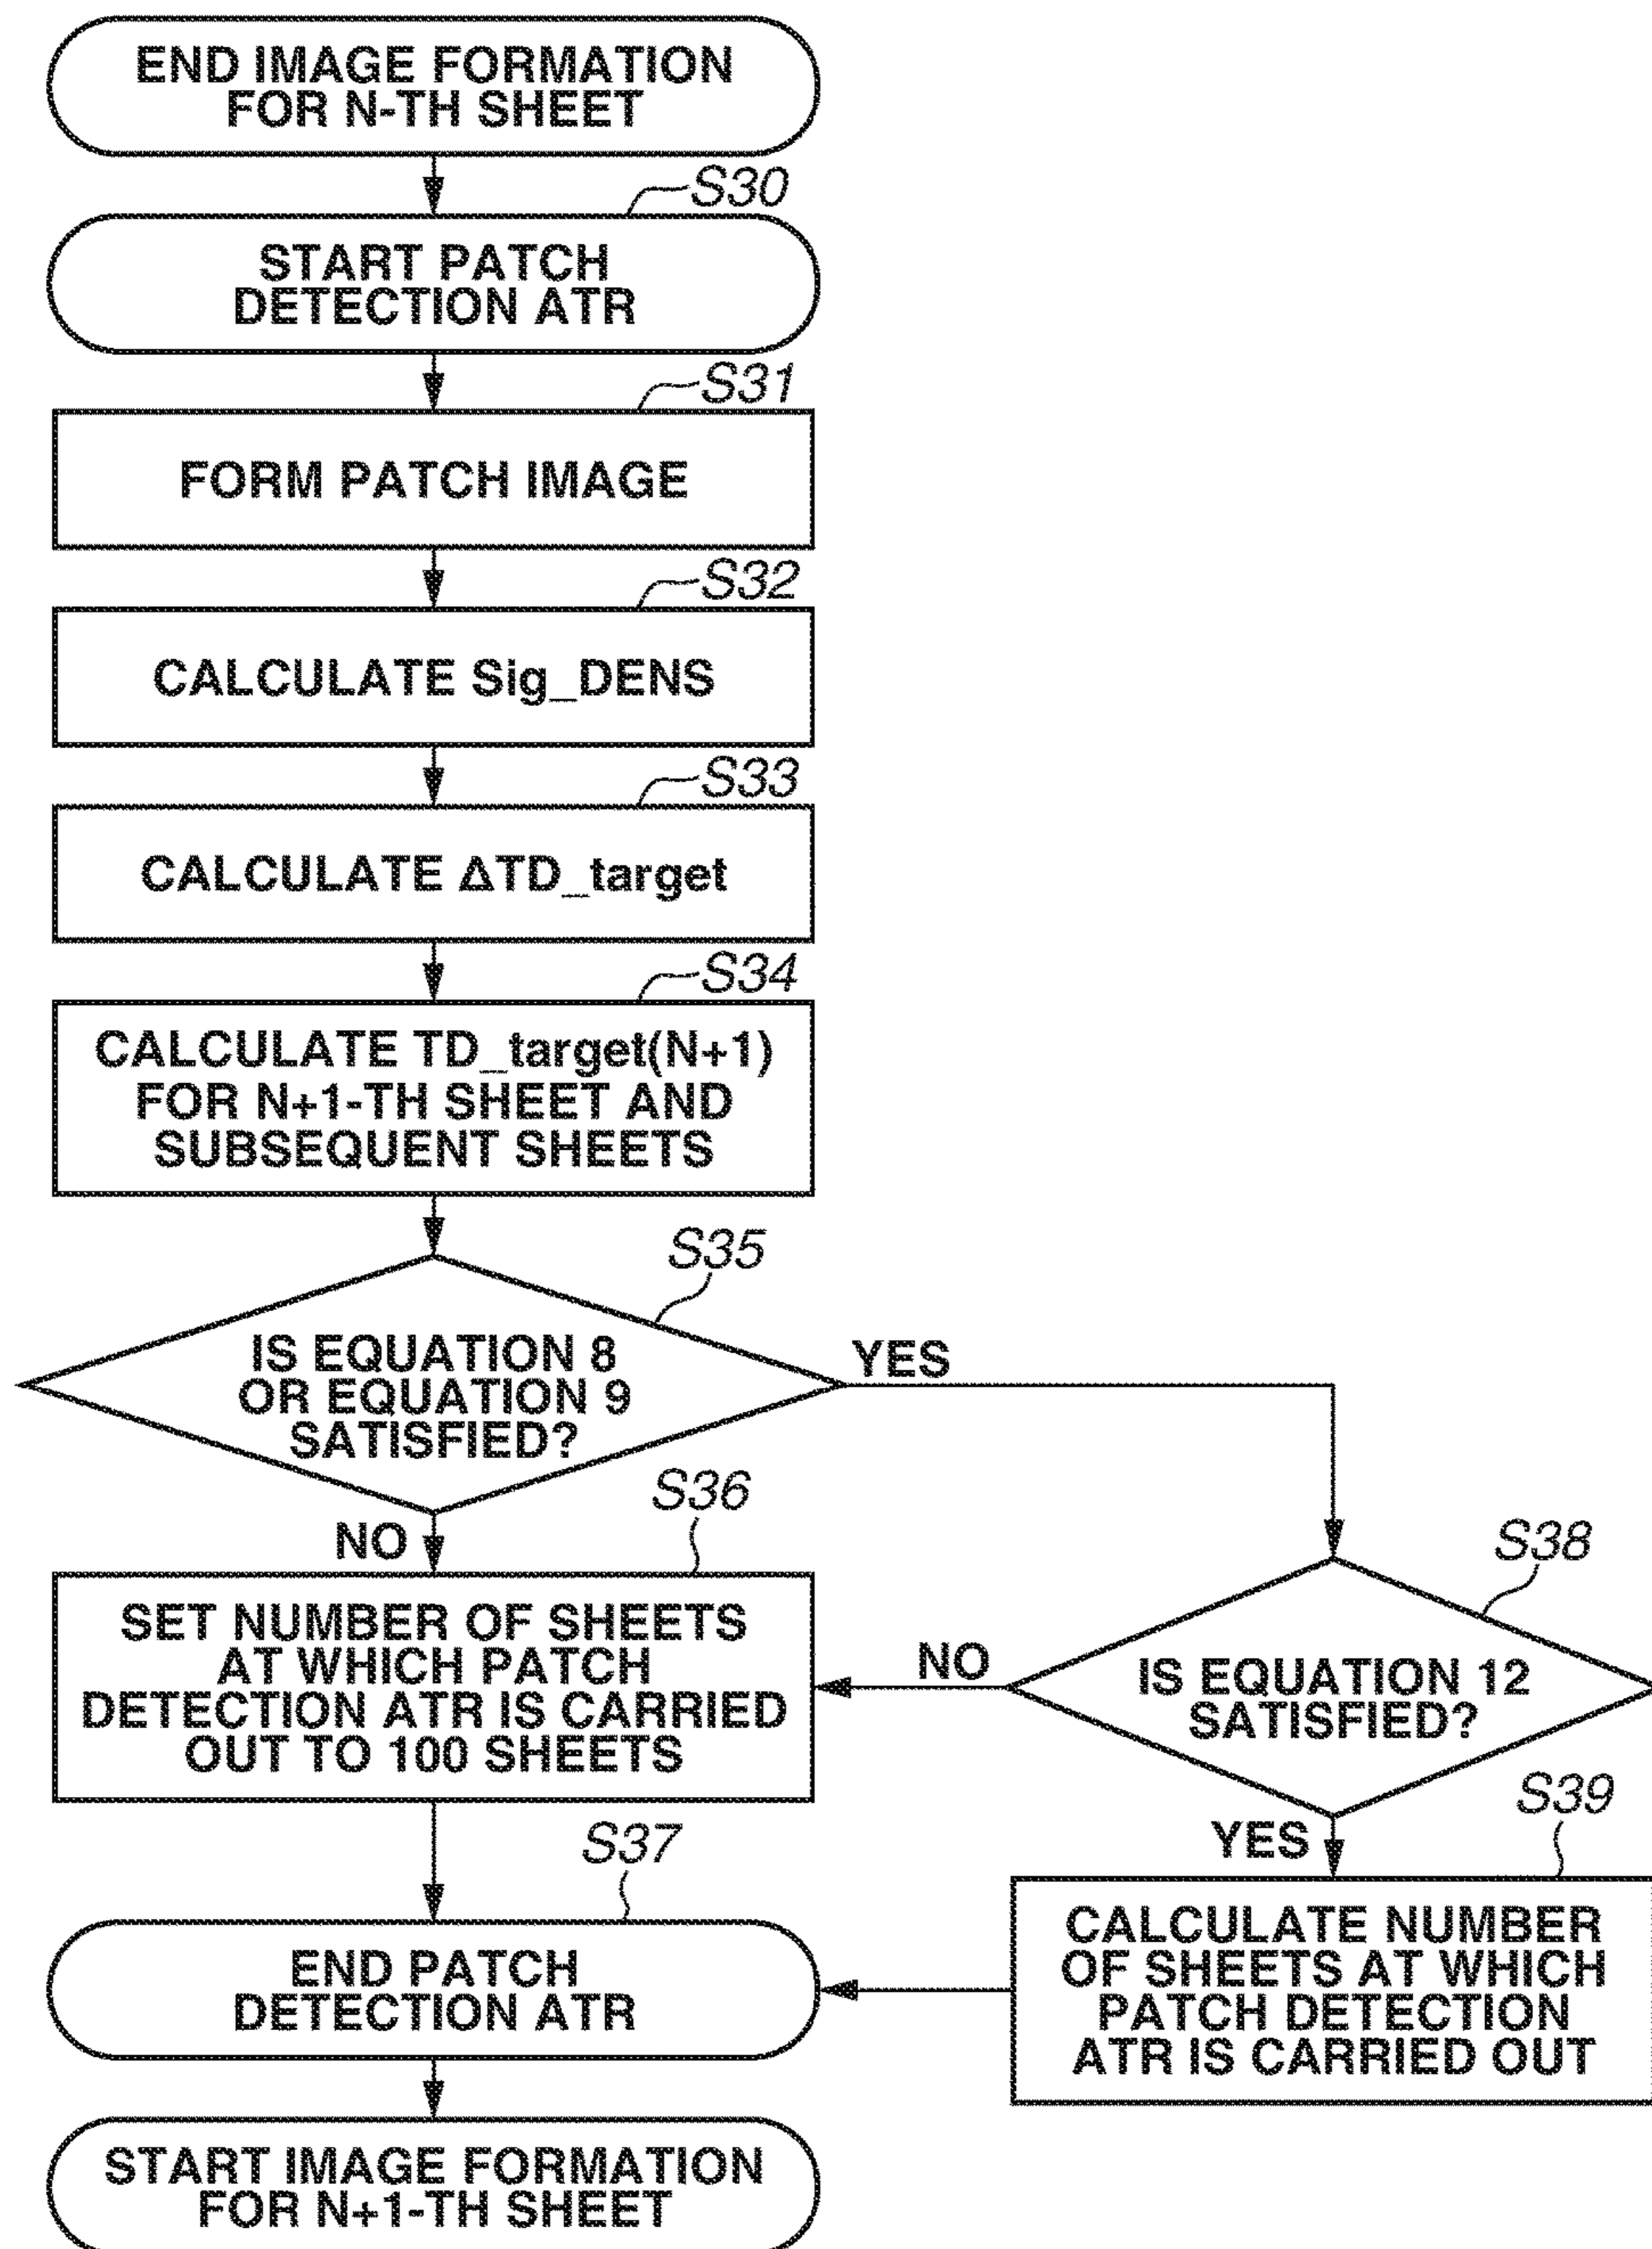 END IMAGE FORMATION
FOR N-TH SHEET
S30
START PATCH
DETECTION ATR
S31
FORM PATCH IMAGE
S32
CALCULATE Sig_DENS
S33
CALCULATE ΔTD_target
S34
CALCULATE TD_target(N+1)
FOR N+1-TH SHEET AND
SUBSEQUENT SHEETS
S35
IS EQUATION 8
OR EQUATION 9
SATISFIED?
YES
NO
S36
SET NUMBER OF SHEETS
AT WHICH PATCH
DETECTION ATR IS CARRIED
OUT TO 100 SHEETS
S38
IS EQUATION 12
SATISFIED?
NO
YES
S39
CALCULATE NUMBER
OF SHEETS AT WHICH
PATCH DETECTION
ATR IS CARRIED OUT
S37
END PATCH
DETECTION ATR
START IMAGE FORMATION
FOR N+1-TH SHEET